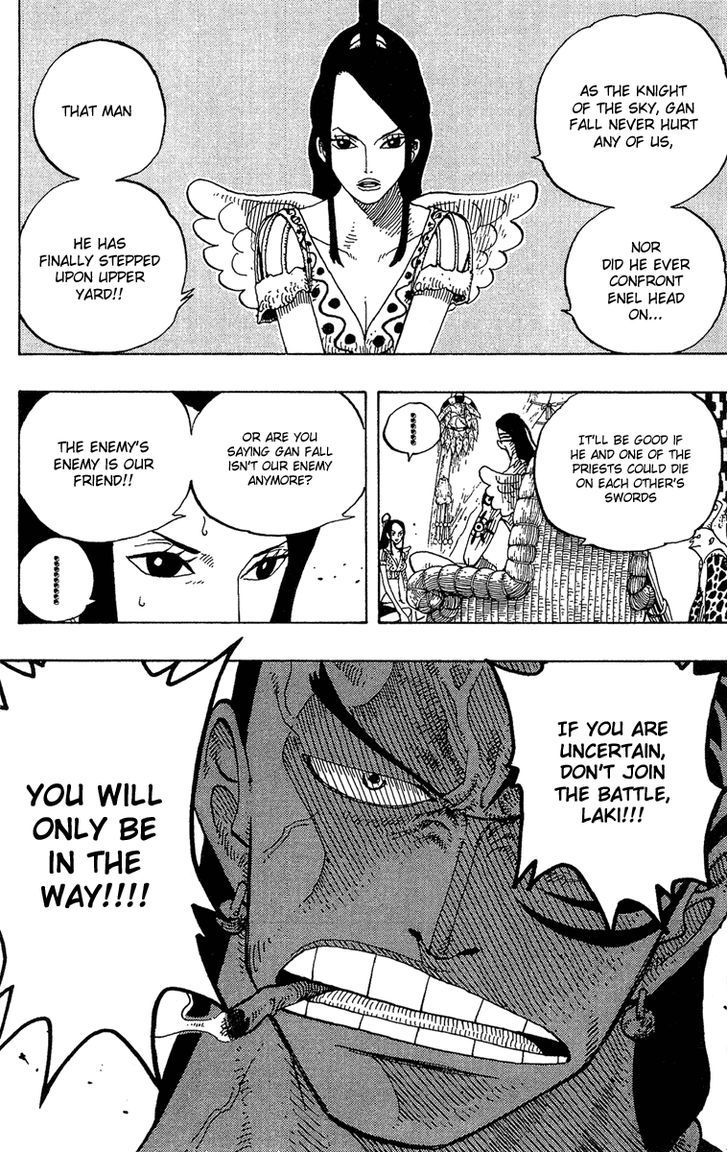 AS THE KNIGHT
OF THE SKY, GAN
FALL NEVER HURT
ANY OF US,
NOR
DID HE EVER
CONFRONT
ENEL HEAD
ON...
THAT MAN
HE HAS
FINALLY STEPPED
UPON UPPER
YARD!!
IT'LL BE GOOD IF
HE AND ONE OF THE
PRIESTS COULD DIE
ON EACH OTHER'S
SWORDS
OR ARE YOU
SAYING GAN FALL
ISN'T OUR ENEMY
ANYMORE?
THE ENEMY'S
ENEMY IS OUR
FRIEND!!
IF YOU ARE
UNCERTAIN,
DON'T JOIN
THE BATTLE,
LAKI!!!
YOU WILL
ONLY BE
IN THE
WAY!!!!